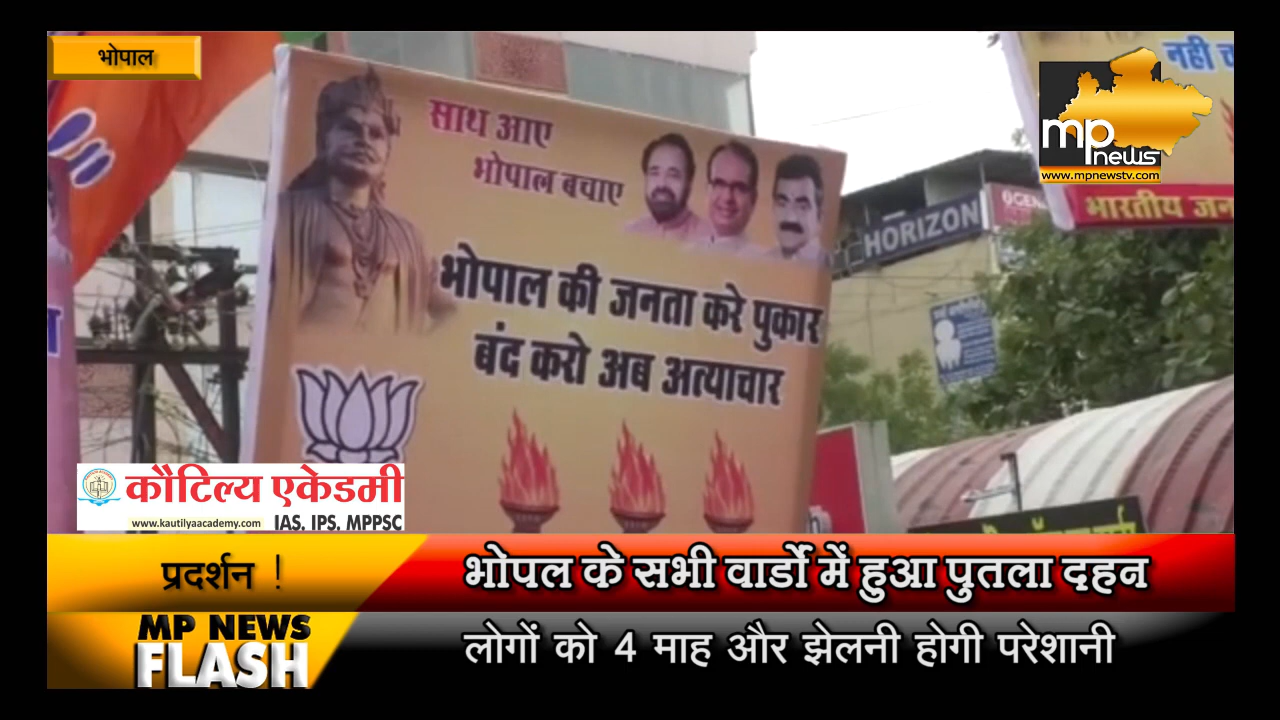 भोपाल
साथ आए
भोपाल बचाए
भोपाल की जनता करे पुकार
बंद करो अब अत्याचार
नही
mp
news
www.mpnewstv.com
भारतीय जन
HORIZON
कौटिल्य एकेडमी
www.kautilyaacademy.com
IAS, IPS, MPPSC
प्रदर्शन !
भोपल के सभी वार्डो में हुआ पुतला दहन
MP NEWS
FLASH
लोगों को 4 माह और झेलनी होगी परेशानी